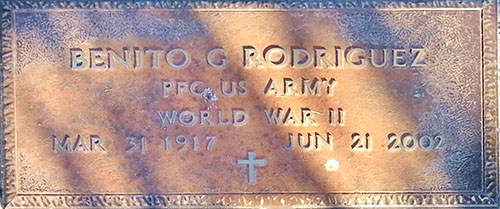 BENITO G RODRIGUEZ
PFC US ARMY
WORLD WAR II
MAR 31 1917 JUN 21 2002